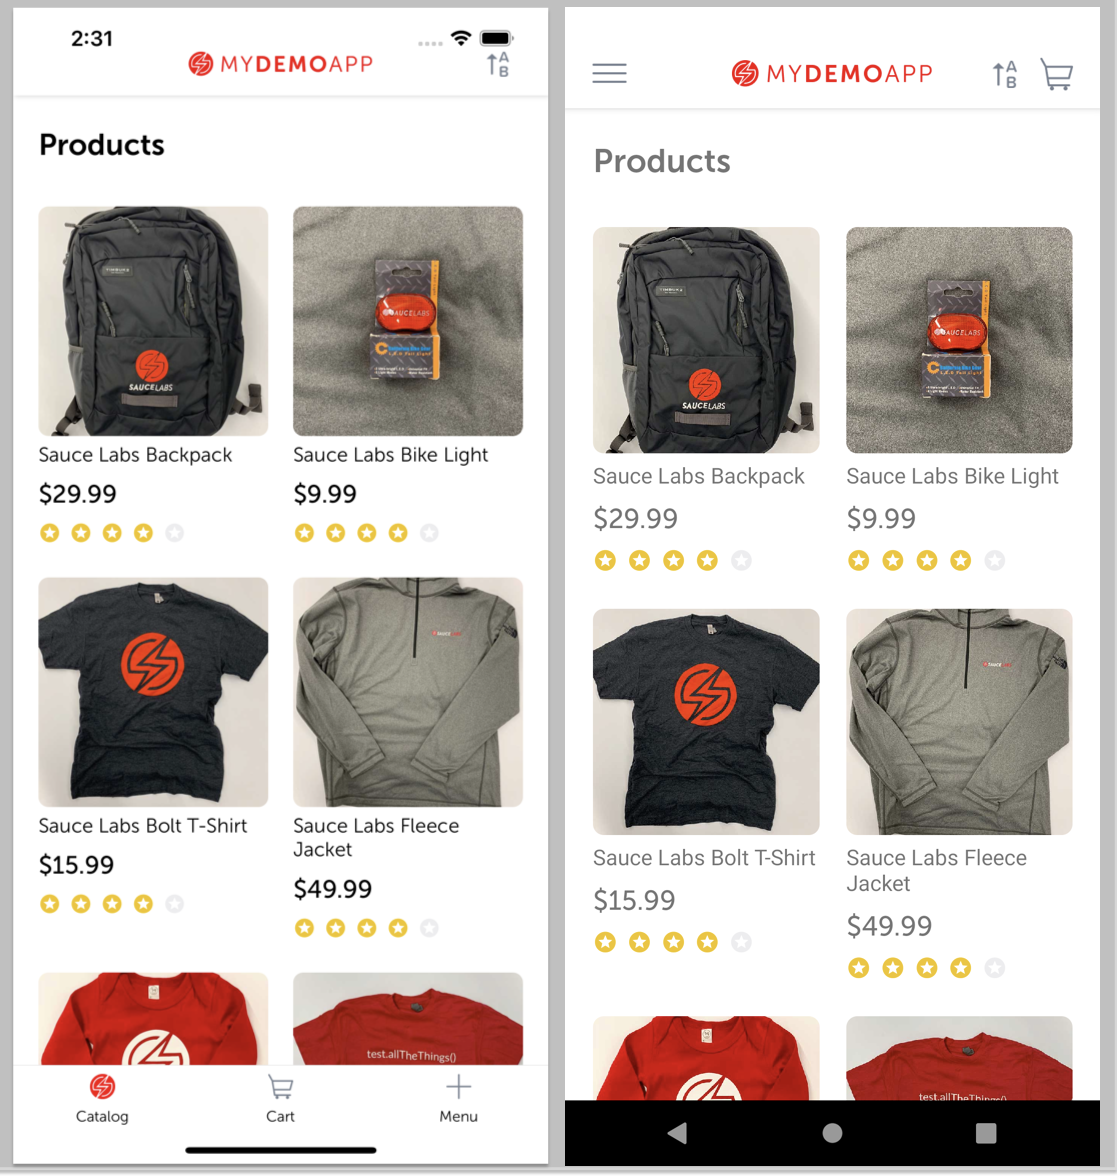 2:31
MYDEMOAPP
A
B
Products
TIMBUK2
SAUCELABS
SAUCELABS
Sauce Labs Backpack
Sauce Labs Bike Light
$29.99
$9.99
Sauce Labs Bolt T-Shirt
Sauce Labs Fleece
Jacket
$15.99
$49.99
test.allTheThings()
Catalog
Cart
Menu
MYDEMOAPP
A
B
Products
TIMBUK2
SAUCELABS
SAUCELABS
Sauce Labs Backpack
Sauce Labs Bike Light
$29.99
$9.99
Sauce Labs Bolt T-Shirt
Sauce Labs Fleece
Jacket
$15.99
$49.99
test.allTheThings()